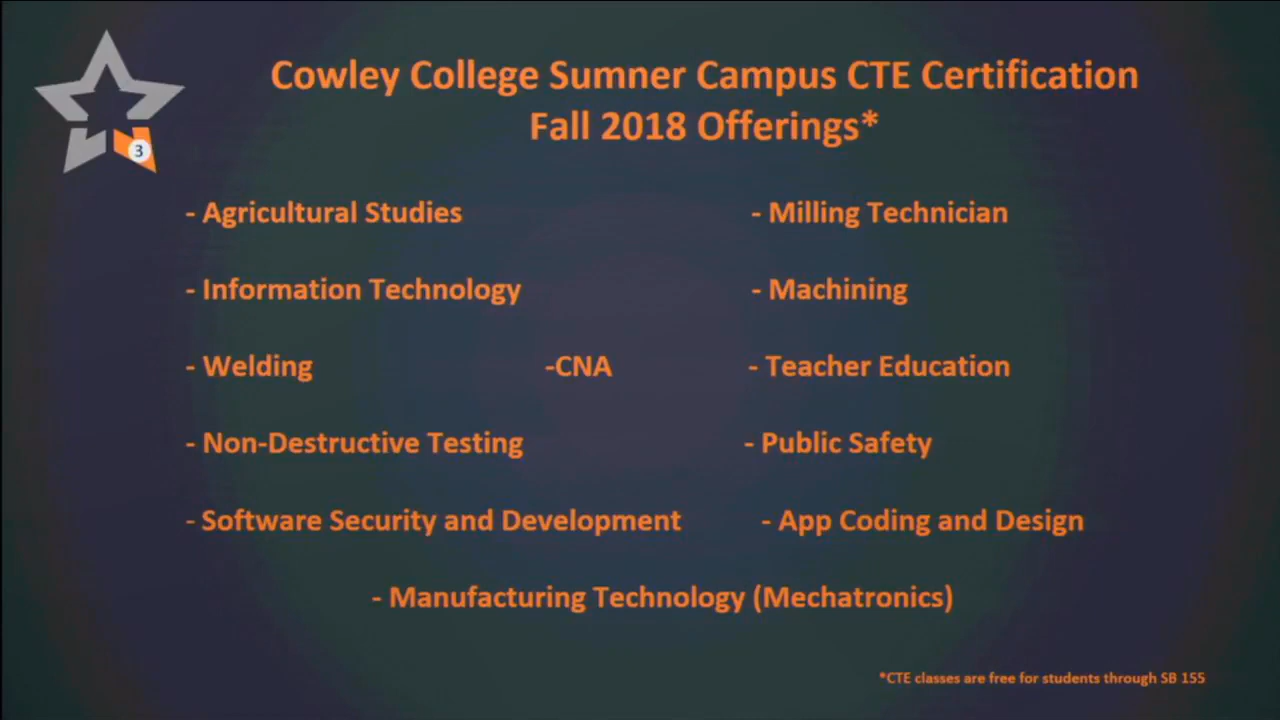 Cowley College Sumner Campus CTE Certification
Fall 2018 Offerings*
3
- Agricultural Studies - Milling Technician
- Information Technology - Machining
- Welding -CNA - Teacher Education
- Non-Destructive Testing - Public Safety
- Software Security and Development - App Coding and Design
- Manufacturing Technology (Mechatronics)
*CTE classes are free for students through SB 155